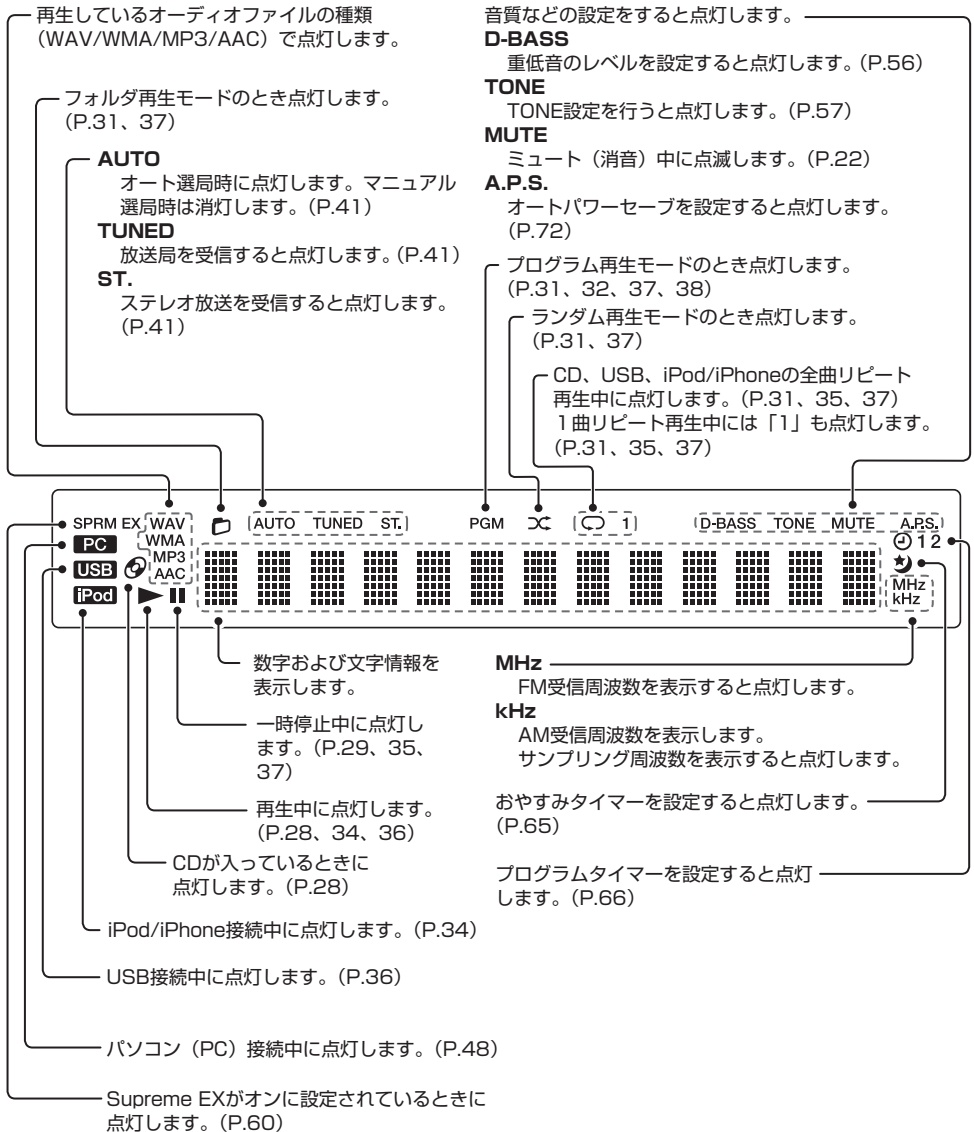 再生しているオーディオファイルの種類
（WAV/WMA/MP3/AAC）で点灯します。
フォルダ再生モードのとき点灯します。
（P.31、37）
AUTO
オート選局時に点灯します。マニュアル
選局時は消灯します。（P.41）
TUNED
放送局を受信すると点灯します。（P.41）
ST.
ステレオ放送を受信すると点灯します。
（P.41）
音質などの設定をすると点灯します。
D-BASS
重低音のレベルを設定すると点灯します。（P.56）
TONE
TONE設定を行うと点灯します。（P.57）
MUTE
ミュート（消音）中に点滅します。（P.22）
A.P.S.
オートパワーセーブを設定すると点灯します。
（P.72）
プログラム再生モードのとき点灯します。
（P.31、32、37、38）
ランダム再生モードのとき点灯します。
（P.31、37）
CD、USB、iPod/iPhoneの全曲リピート
再生中に点灯します。（P.31、35、37）
１曲リピート再生中には「1」も点灯します。
（P.31、35、37）
SPRM EX WAV AUTO TUNED ST. PGM 1 D-BASS TONE MUTE A.P.S.
PC WMA 1 2
MP3
USB AAC
iPod MHz
kHz
数字および文字情報を
表示します。
一時停止中に点灯し
ます。（P.29、35、
37）
再生中に点灯します。
（P.28、34、36）
CDが入っているときに
点灯します。（P.28）
iPod/iPhone接続中に点灯します。（P.34）
USB接続中に点灯します。（P.36）
パソコン（PC）接続中に点灯します。（P.48）
Supreme EXがオンに設定されているときに
点灯します。（P.60）
MHz
FM受信周波数を表示すると点灯します。
kHz
AM受信周波数を表示します。
サンプリング周波数を表示すると点灯します。
おやすみタイマーを設定すると点灯します。
（P.65）
プログラムタイマーを設定すると点灯
します。（P.66）